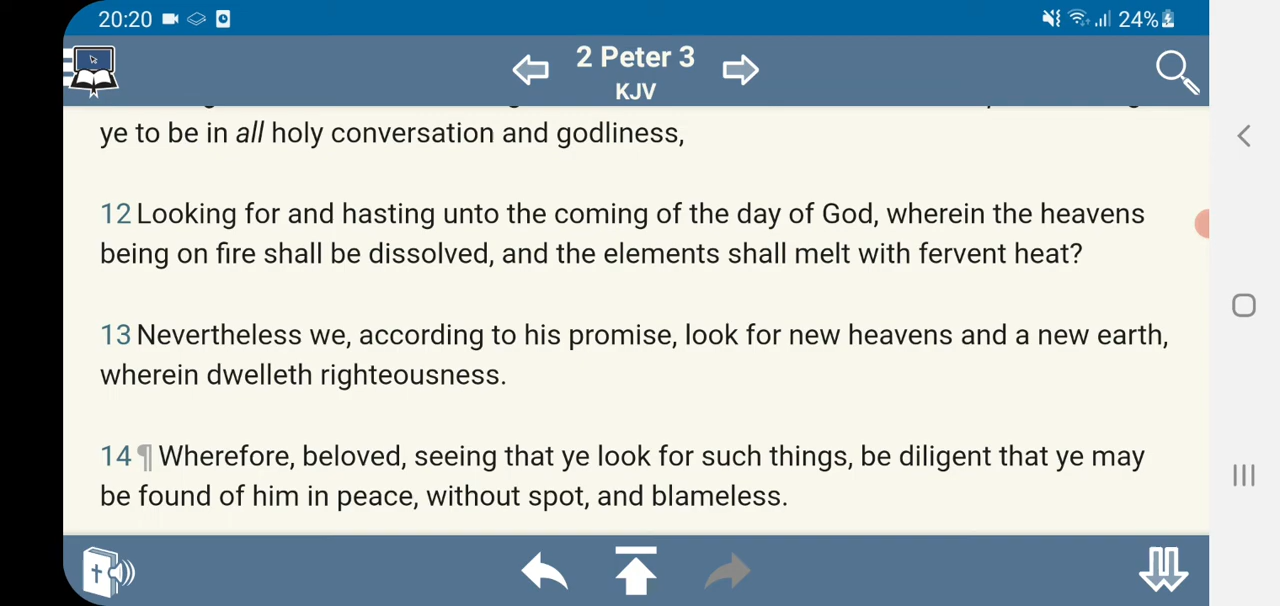 20:20
24%
2 Peter 3
KJV
ye to be in all holy conversation and godliness,
12 Looking for and hasting unto the coming of the day of God, wherein the heavens
being on fire shall be dissolved, and the elements shall melt with fervent heat?
13 Nevertheless we, according to his promise, look for new heavens and a new earth,
wherein dwelleth righteousness.
14 ¶ Wherefore, beloved, seeing that ye look for such things, be diligent that ye may
be found of him in peace, without spot, and blameless.